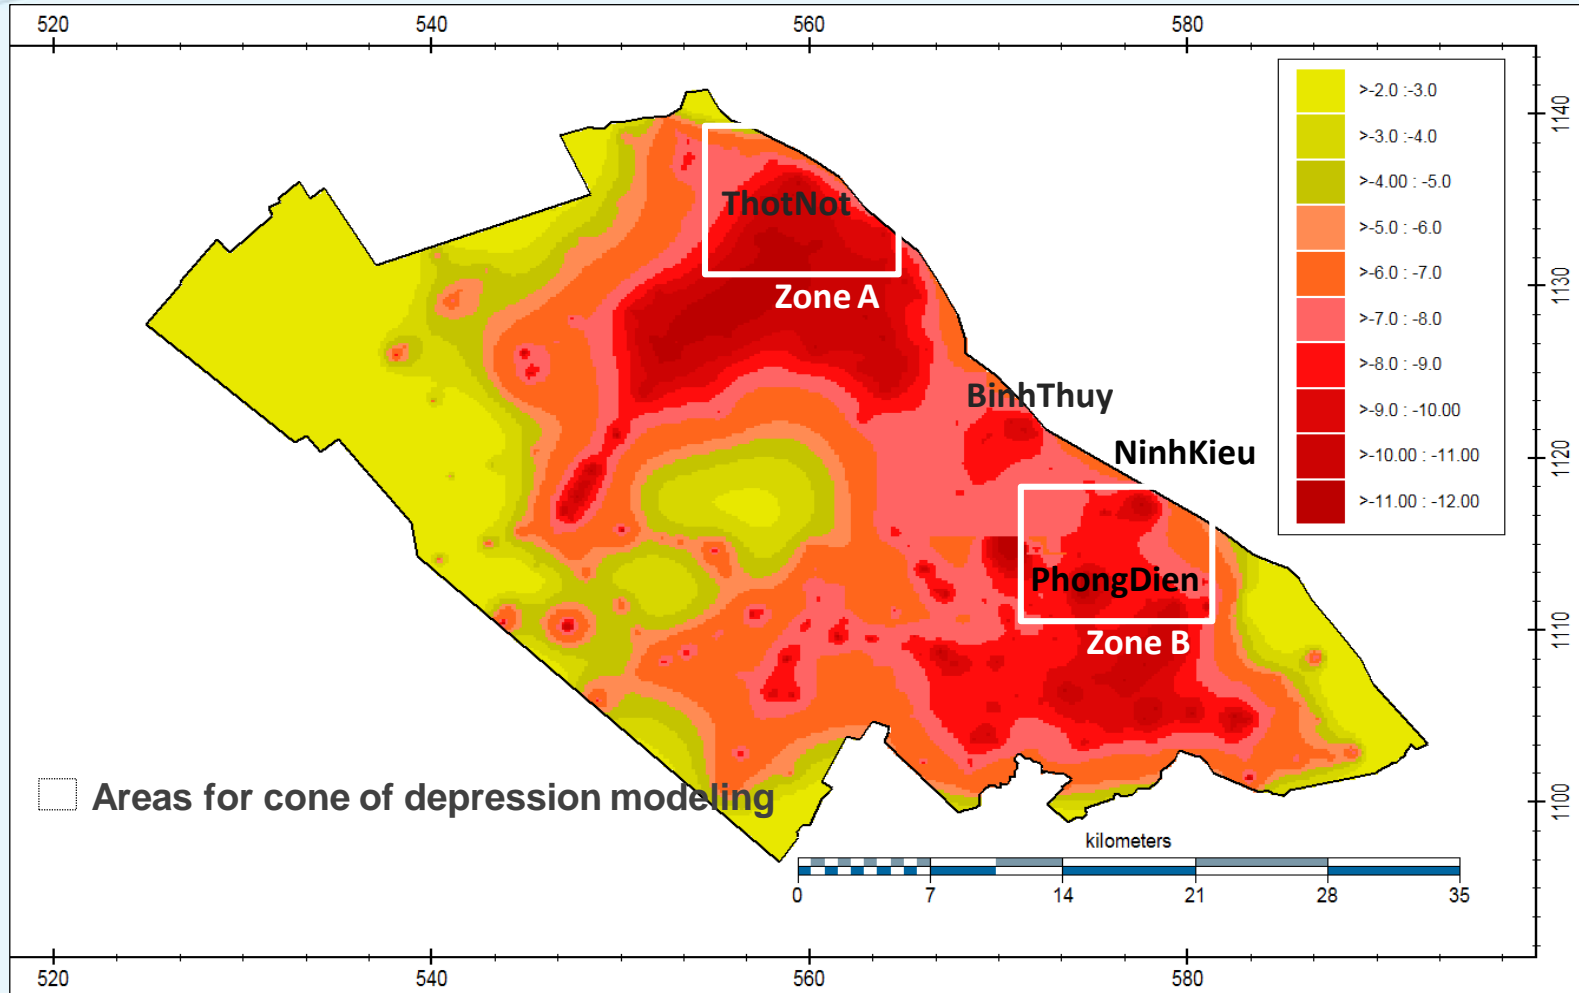 520 540 560 580
>-2.0 :-3.0
>-3.0 : -4.0
>-4.00 : -5.0
>-5.0 : -6.0
>-6.0 : -7.0
>-7.0 : -8.0
>-8.0 : -9.0
>-9.0 : -10.00
>-10.00 : -11.00
>-11.00 : -12.00
1140
ThotNot
1130
Zone A
BinhThuy
NinhKieu
1120
PhongDien
1110
Zone B
Areas for cone of depression modeling
1100
kilometers
0 7 14 21 28 35
520 540 560 580